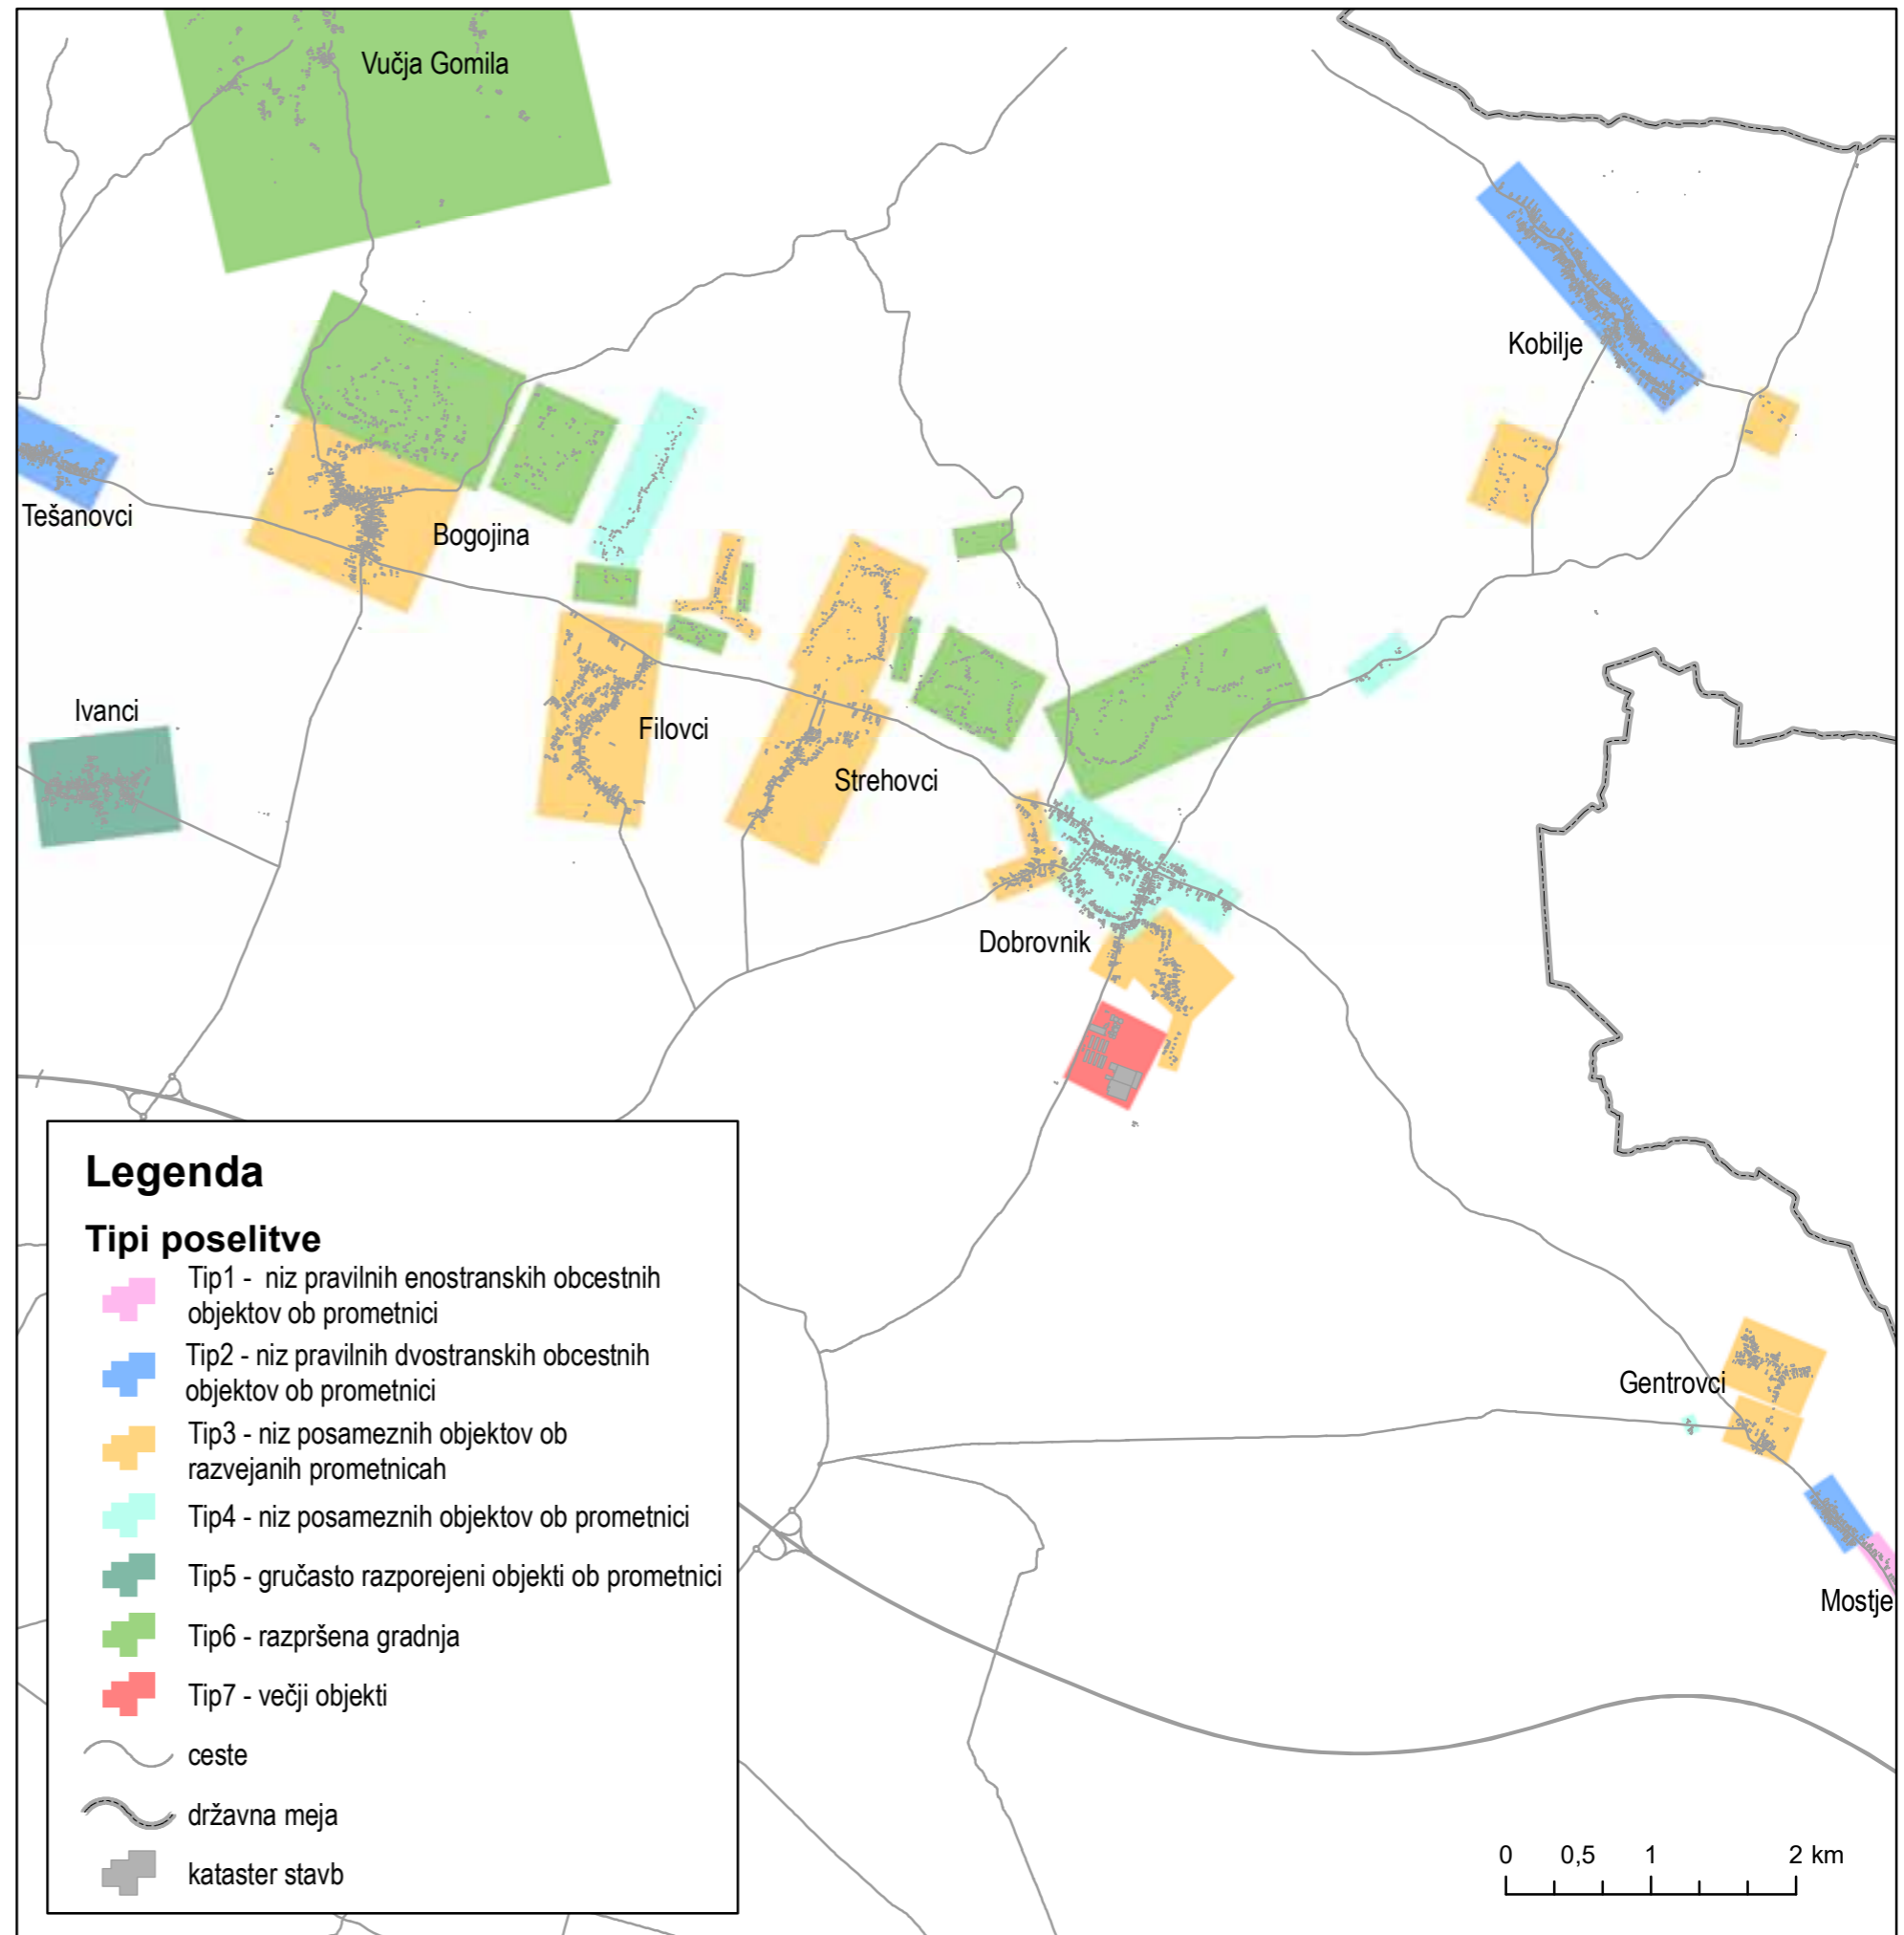 Vučja Gomila
Kobilje
Tešanovci
Bogojina
Ivanci
Filovci
Strehovci
Dobrovnik
Gentrovci
Mostje
Legenda
Tipi poselitve
Tip1 - niz pravilnih enostranskih obcestnih
objektov ob prometnici
Tip2 - niz pravilnih dvostranskih obcestnih
objektov ob prometnici
Tip3 - niz posameznih objektov ob
razvejanih prometnicah
Tip4 - niz posameznih objektov ob prometnici
Tip5 - gručasto razporejeni objekti ob prometnici
Tip6 - razpršena gradnja
Tip7 - večji objekti
ceste
državna meja
kataster stavb
0 0,5 1 2 km